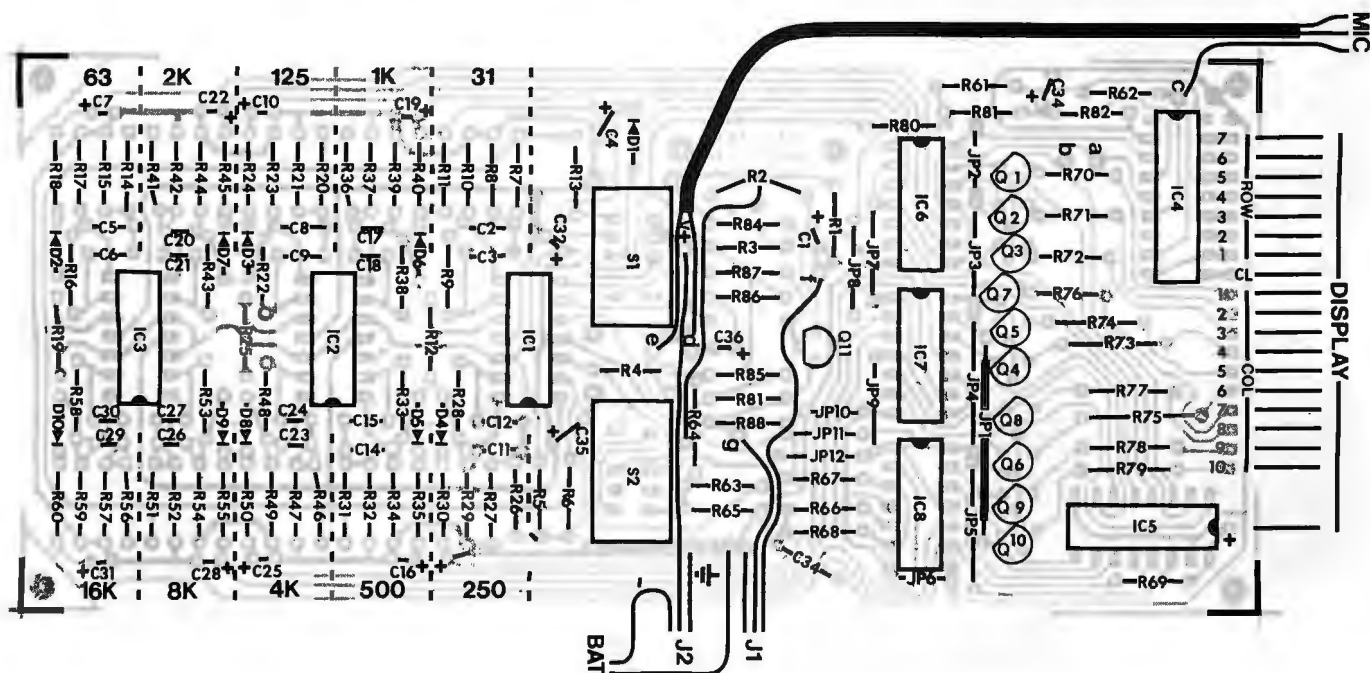 MIC
63 2K 125 1K 31
C7 C22 C10 C19
C4 D1
R18 R17 R15 R14 R41 R42 R44 R45 R24 R23 R21 R20 R36 R37 R39 R40 R11 R10 R8 R7 R13
C5 C20 C8 C17 C2 C32
C6 C21 C9 C18 C3
D2 R16 R43 D7 D3 R22 R38 D6 R9
R19 IC3 R25 IC2 R12 IC1
R58 R53 R48 R33 R28
C30 C27 C24 C15 C12
C29 C26 C23 C14 C11 C35
D10 D9 D8 D5 D4
R60 R59 R57 R56 R51 R52 R54 R55 R50 R49 R47 R46 R31 R32 R34 R35 R30 R29 R27 R26 R5 R6
C31 C28 C25 C16
16K 8K 4K 500 250
S1
S2
R4
e
d
R2
R84
R3
R87
R86
C36
R85
R81
R88
R64
g
R63
R65
R1
C1
f
JP8
JP7
Q11
JP9
JP10
JP11
JP12
R67
R66
R68
C34
BAT
J2
J1
R80
IC6
IC7
IC8
JP6
R61
R81
C34
R62
R82
c
JP2
JP3
JP4
JP1
JP5
Q1
Q2
Q3
Q7
Q5
Q4
Q8
Q6
Q9
Q10
a
b
R70
R71
R72
R76
R74
R73
R77
R75
R78
R79
IC4
IC5
R69
7
6
5
4
3
2
1
ROW
CL
1
2
3
4
5
6
7
8
9
10
COL
DISPLAY